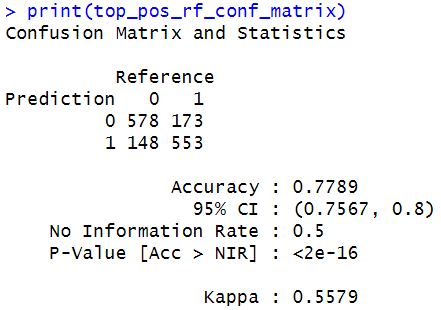 > print(top_pos_rf_conf_matrix)
Confusion Matrix and Statistics
Reference
Prediction 0 1
0 578 173
1 148 553
Accuracy : 0.7789
95% CI : (0.7567, 0.8)
No Information Rate : 0.5
P-Value [Acc > NIR] : <2e-16
Kappa : 0.5579